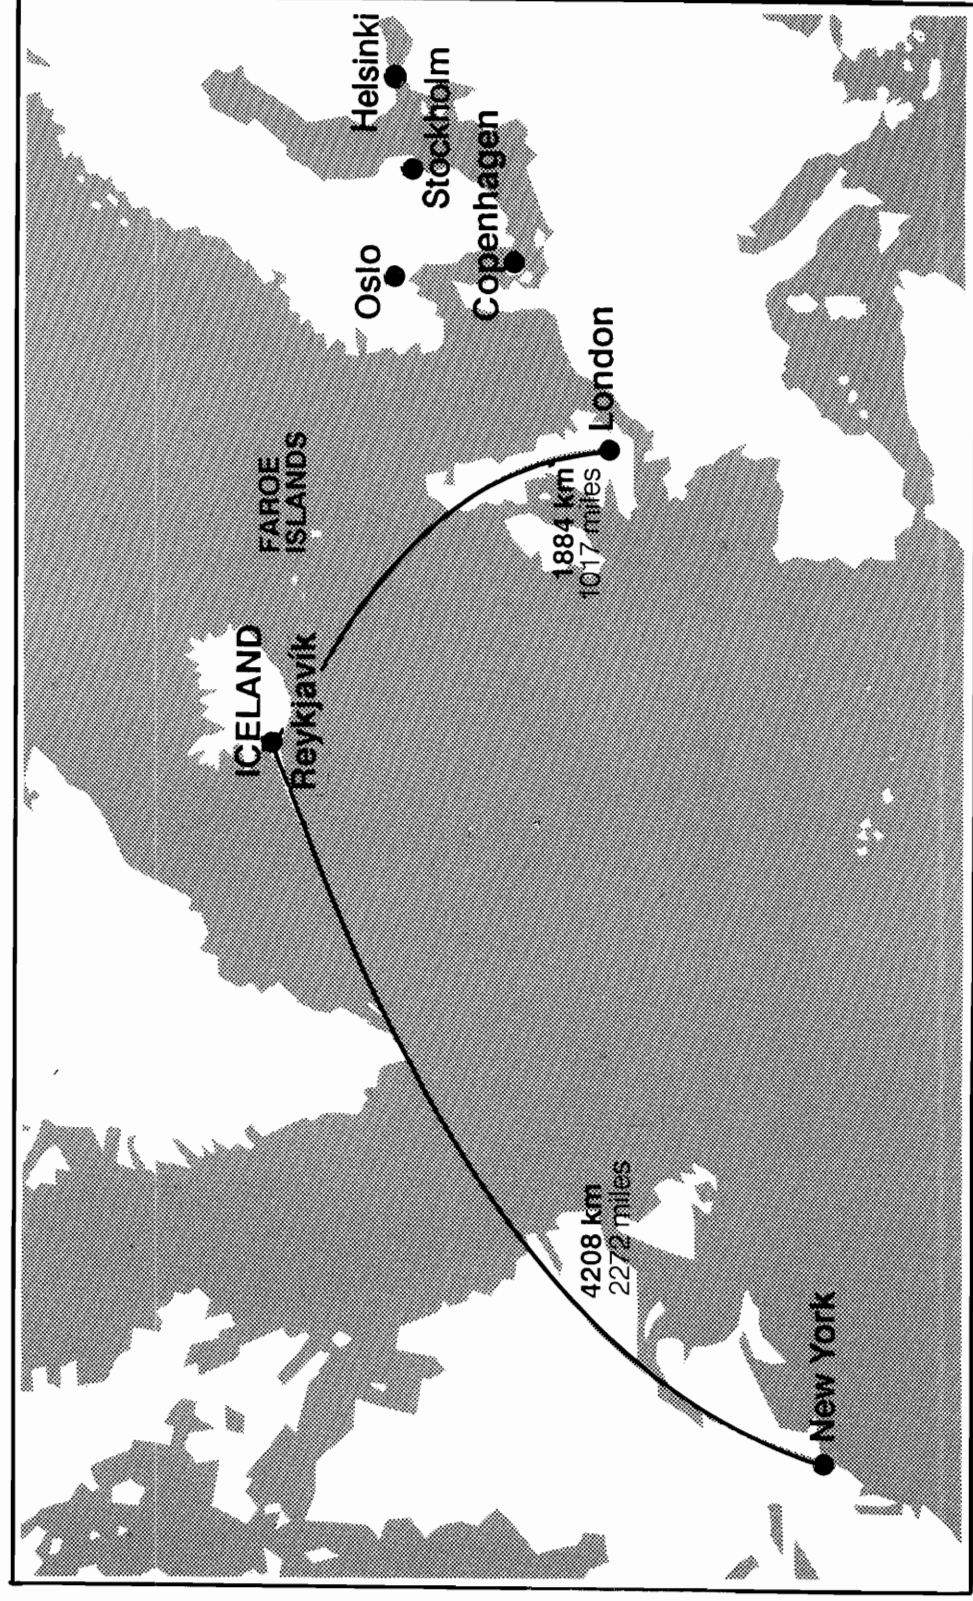 Helsinki
Stockholm
Oslo
Copenhagen
London
FAROE
ISLANDS
1884 km
1017 miles
ICELAND
Reykjavík
4208 km
2272 miles
New York